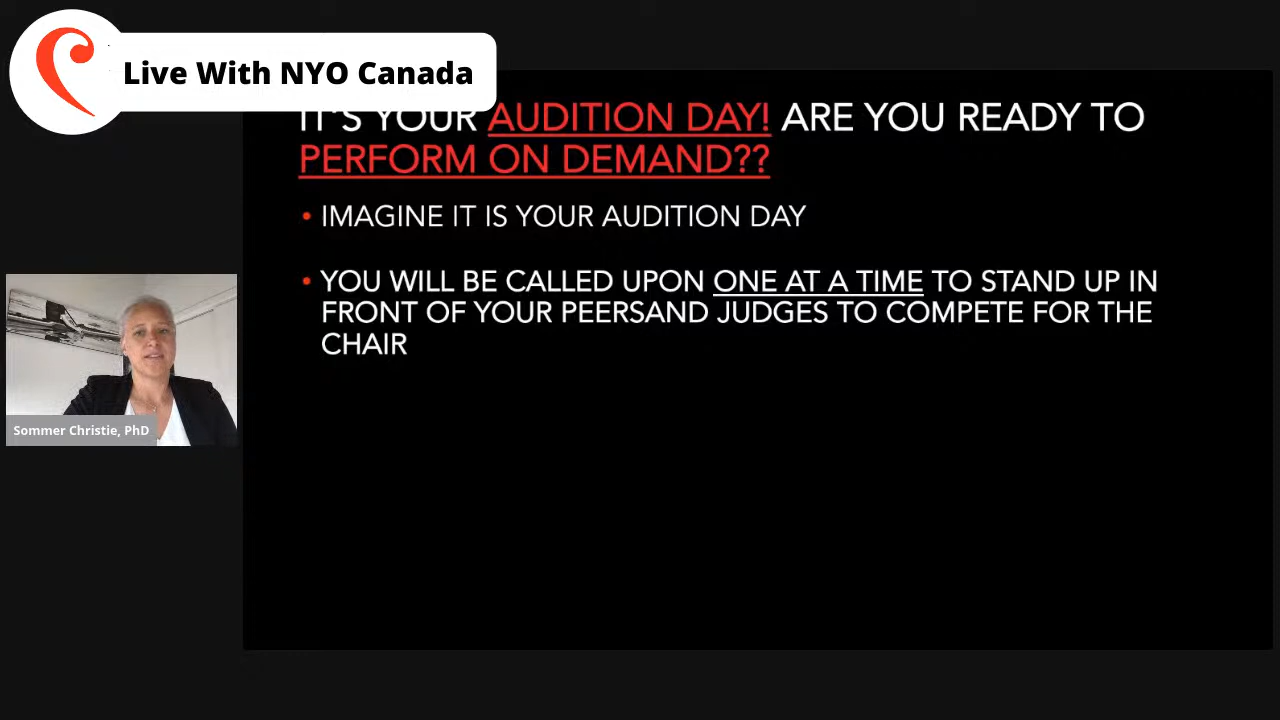 Live With NYO Canada
IT'S YOUR AUDITION DAY! ARE YOU READY TO
PERFORM ON DEMAND??
• IMAGINE IT IS YOUR AUDITION DAY
• YOU WILL BE CALLED UPON ONE AT A TIME TO STAND UP IN
FRONT OF YOUR PEERSAND JUDGES TO COMPETE FOR THE
CHAIR
Sommer Christie, PhD